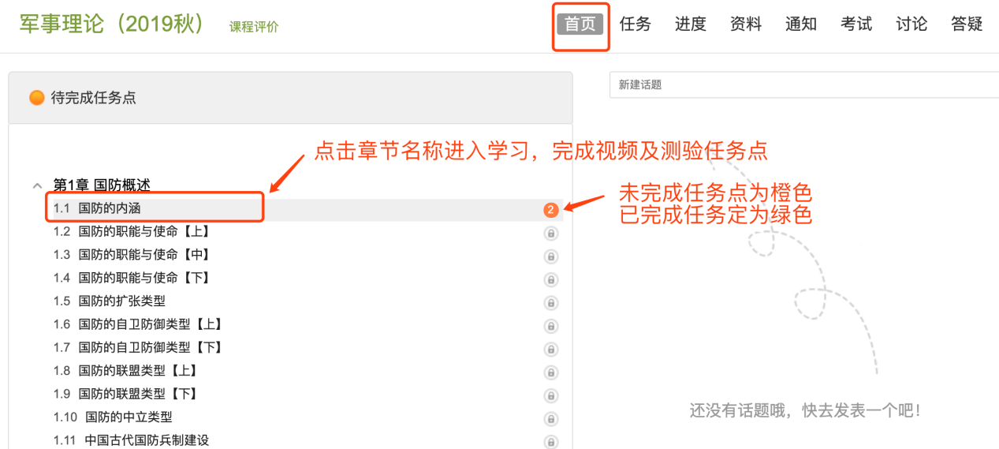 军事理论（2019秋） 课程评价
首页 任务 进度 资料 通知 考试 讨论 答疑
待完成任务点
新建话题
点击章节名称进入学习，完成视频及测验任务点
第1章 国防概述
未完成任务点为橙色
已完成任务定为绿色
1.1 国防的内涵 2
1.2 国防的职能与使命【上】
1.3 国防的职能与使命【中】
1.4 国防的职能与使命【下】
1.5 国防的扩张类型
1.6 国防的自卫防御类型【上】
1.7 国防的自卫防御类型【下】
1.8 国防的联盟类型【上】
1.9 国防的联盟类型【下】
1.10 国防的中立类型
1.11 中国古代国防兵制建设
还没有话题哦，快去发表一个吧！